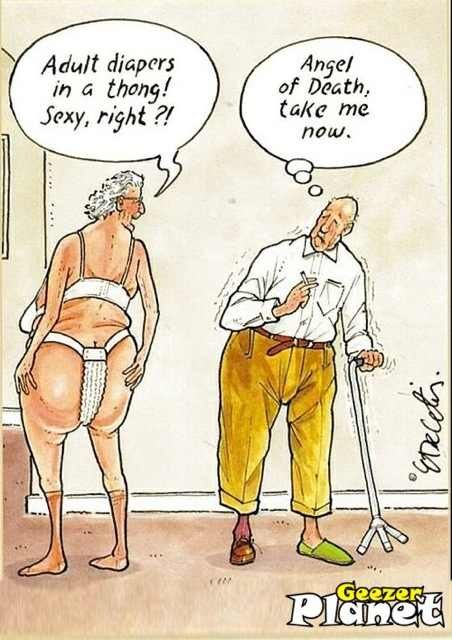 Adult diapers
in a thong!
Sexy, right?!
Angel
of Death,
take me
now.
©
Geezer
Planet